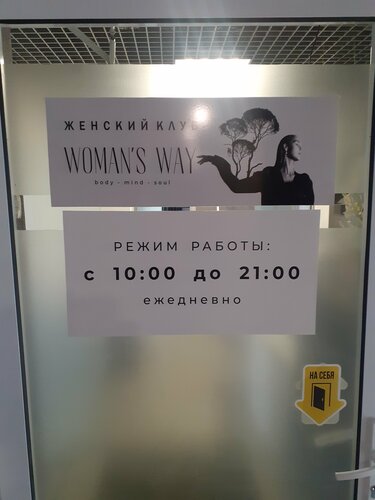 ЖЕНСКИЙ КЛУБ
WOMAN'S WAY
body - mind - soul
РЕЖИМ РАБОТЫ:
с 10:00 до 21:00
ежедневно
НА СЕБЯ